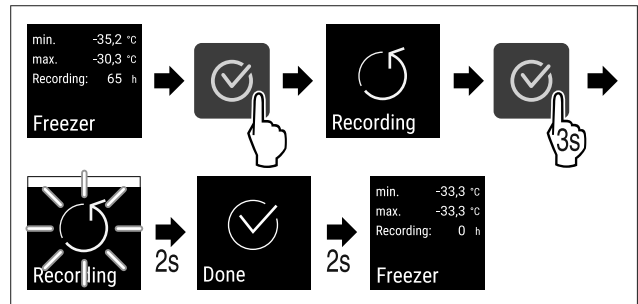 min. -35,2 °C
max. -30,3 °C
Recording: 65 h
Freezer
Recording
3s
Recording
2s
Done
2s
min. -33,3 °C
max. -33,3 °C
Recording: 0 h
Freezer